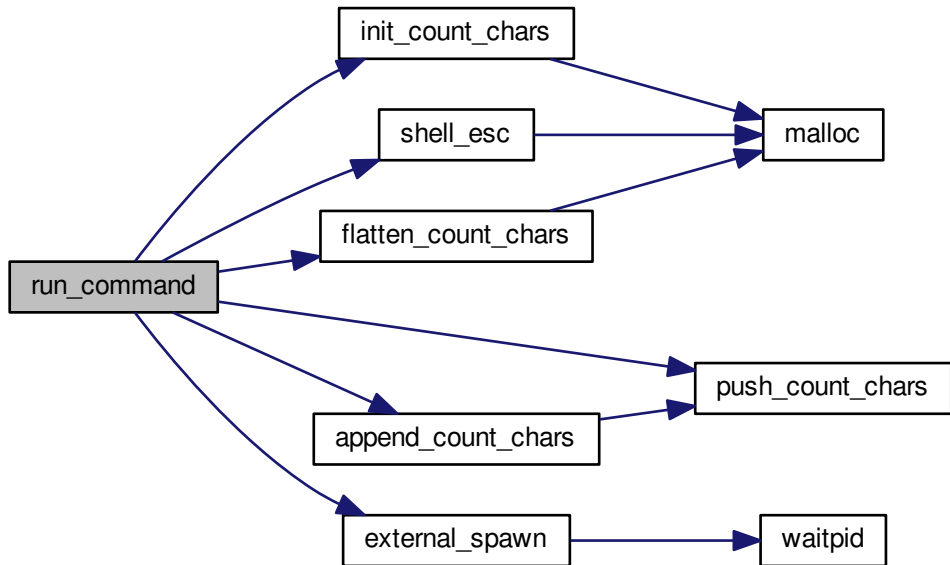 init_count_chars
shell_esc
malloc
flatten_count_chars
run_command
push_count_chars
append_count_chars
external_spawn
waitpid